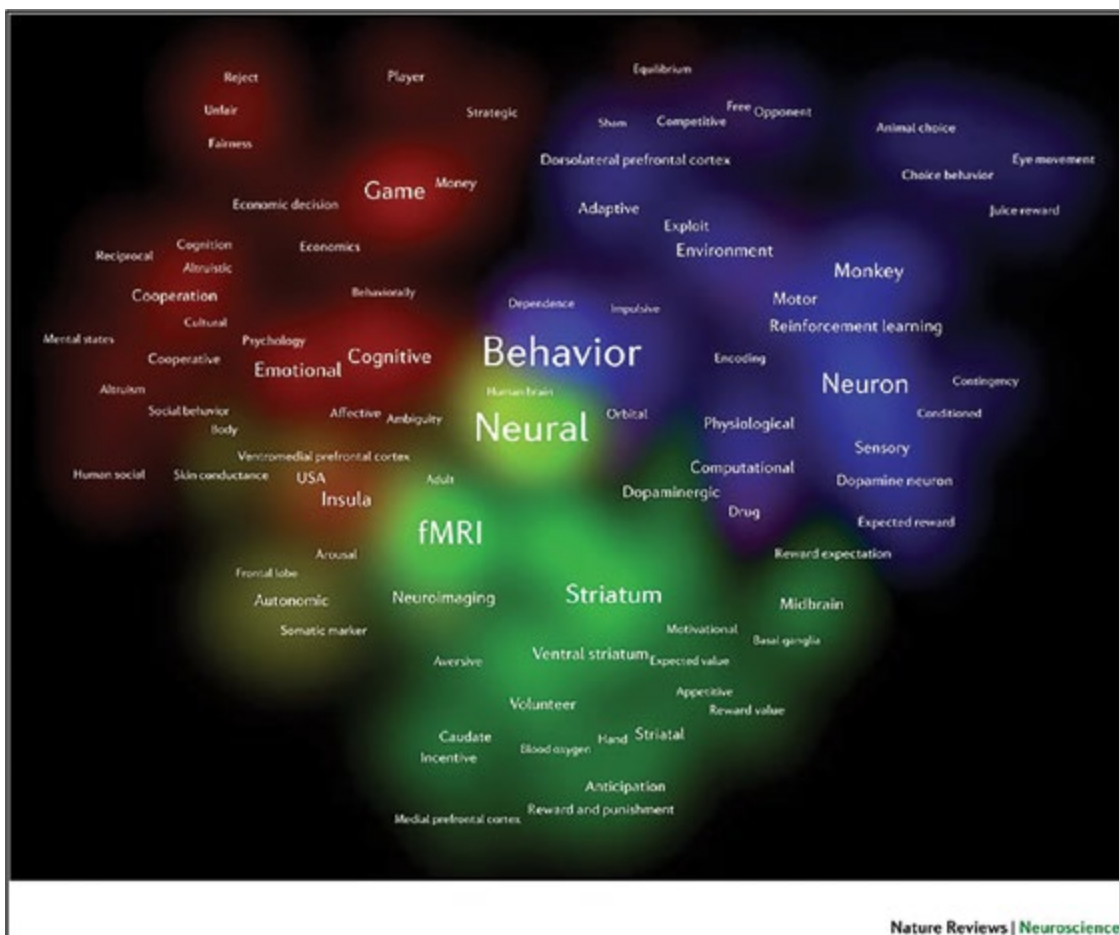 Equilibrium
Reject
Player
Unfair
Strategic
Free
Opponent
Sham
Competitive
Animal choice
Fairness
Dorsolateral prefrontal cortex
Eye movement
Choice behavior
Game
Money
Economic decision
Adaptive
Juice reward
Exploit
Cognition
Economics
Environment
Reciprocal
Altruistic
Monkey
Cooperation
Behaviorally
Dependence
Impulsive
Motor
Cultural
Reinforcement learning
Mental states
Psychology
Cooperative
Emotional
Cognitive
Behavior
Encoding
Neuron
Contingency
Altruism
Human brain
Social behavior
Affective
Ambiguity
Neural
Orbital
Physiological
Conditioned
Body
Sensory
Ventromedial prefrontal cortex
Human social
Skin conductance
USA
Adult
Computational
Dopamine neuron
Insula
Dopaminergic
Drug
Expected reward
fMRI
Arousal
Reward expectation
Frontal lobe
Autonomic
Neuroimaging
Striatum
Midbrain
Somatic marker
Motivational
Basal ganglia
Aversive
Ventral striatum
Expected value
Appetitive
Volunteer
Reward value
Caudate
Hand
Striatal
Incentive
Blood oxygen
Anticipation
Reward and punishment
Medial prefrontal cortex
Nature Reviews | Neuroscience